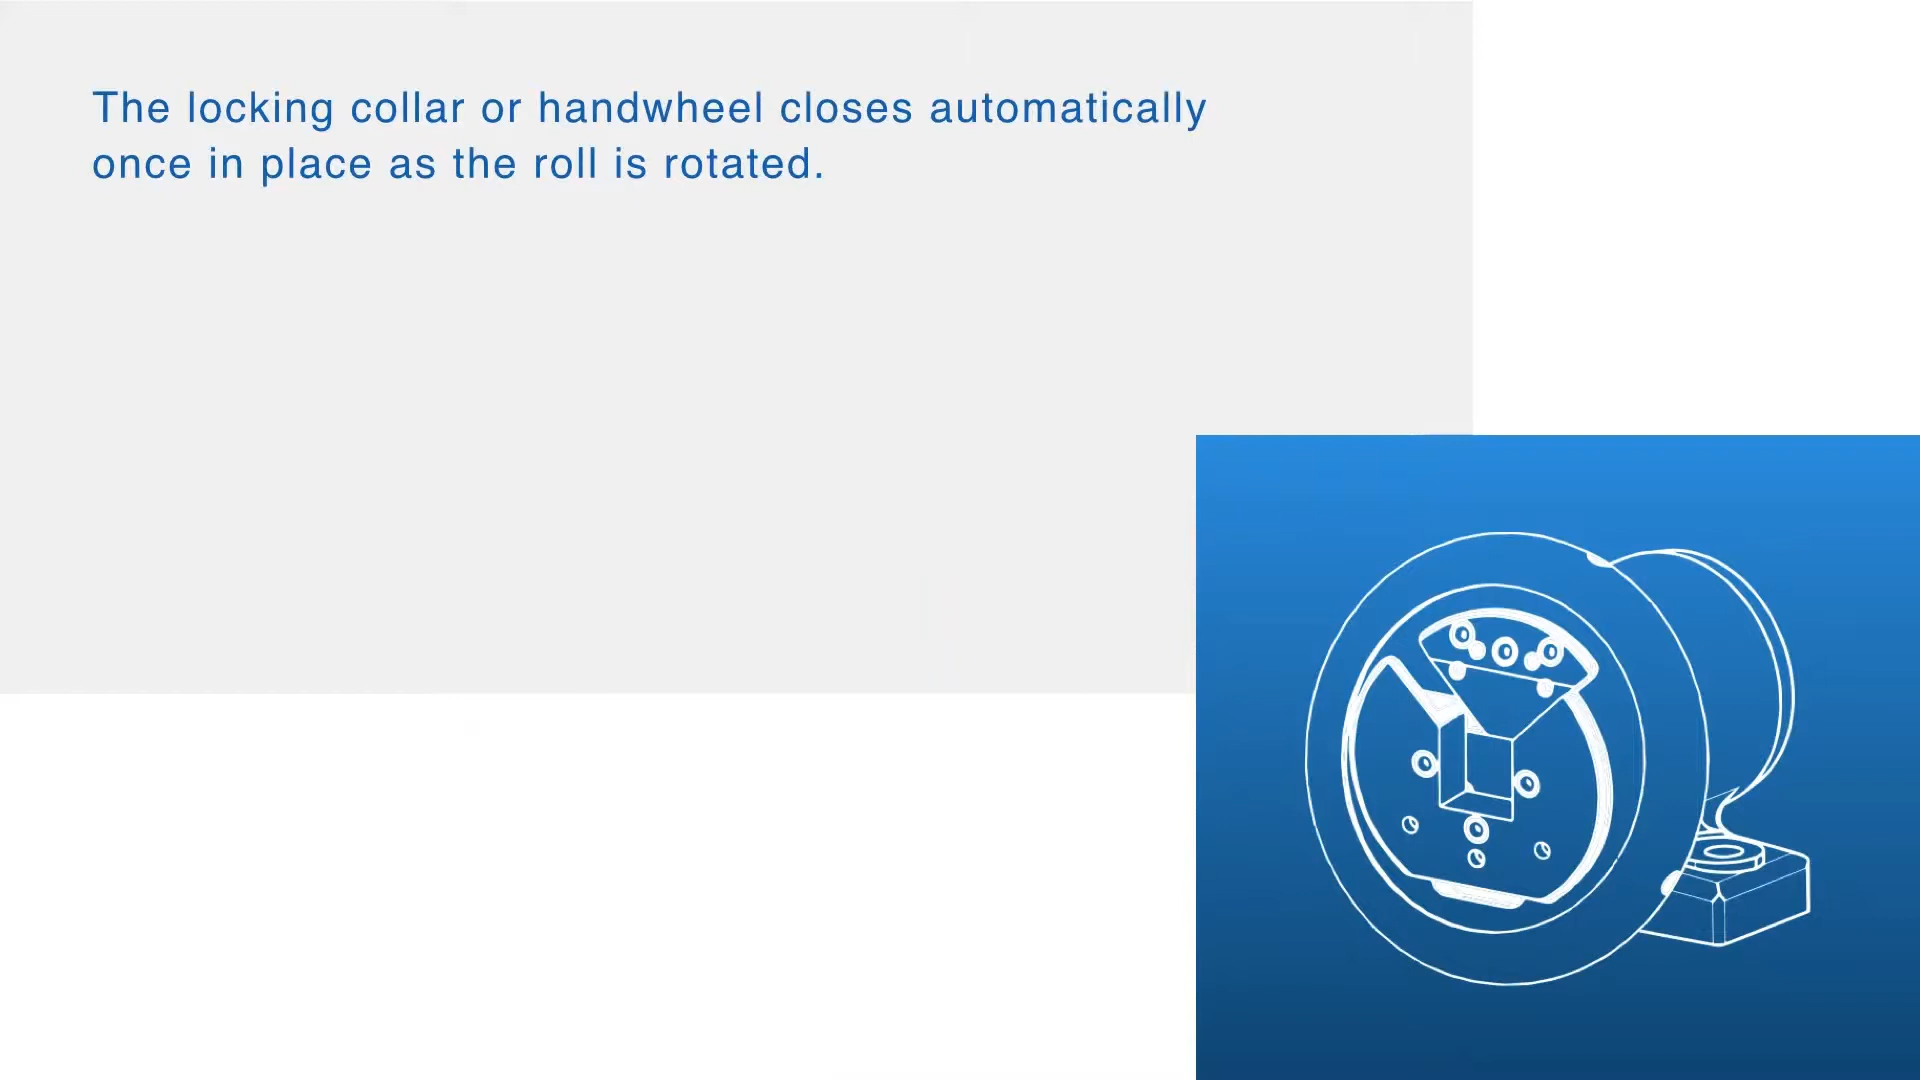 The locking collar or handwheel closes automatically
once in place as the roll is rotated.